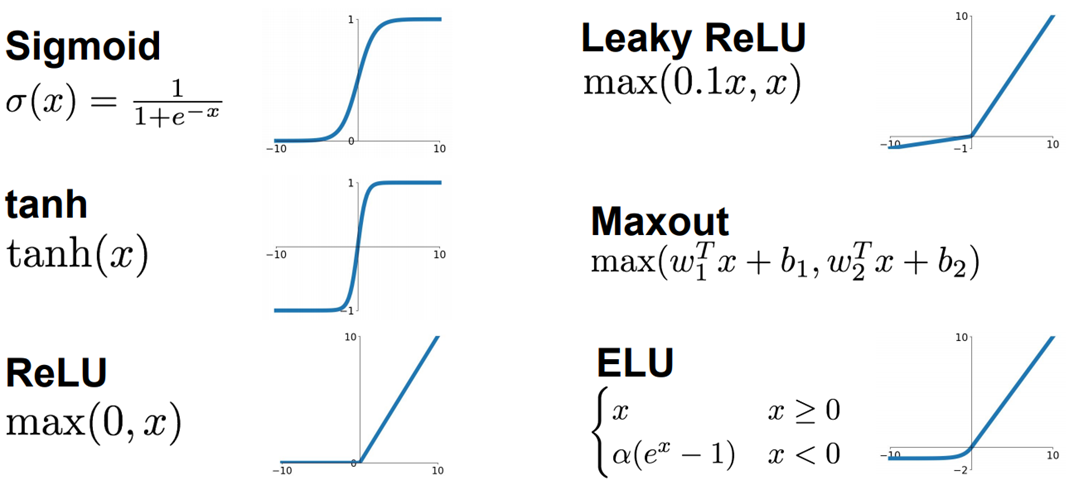 Sigmoid
σ(x) = 1/(1+e^{-x})
1
0
-10
10
tanh
tanh(x)
1
-10
10
-1
ReLU
max(0, x)
10
0
-10
10
Leaky ReLU
max(0.1x, x)
10
-10
-1
10
Maxout
max(w_1^T x + b_1, w_2^T x + b_2)
ELU
x x ≥ 0
α(e^x − 1) x < 0
10
-10
-2
10